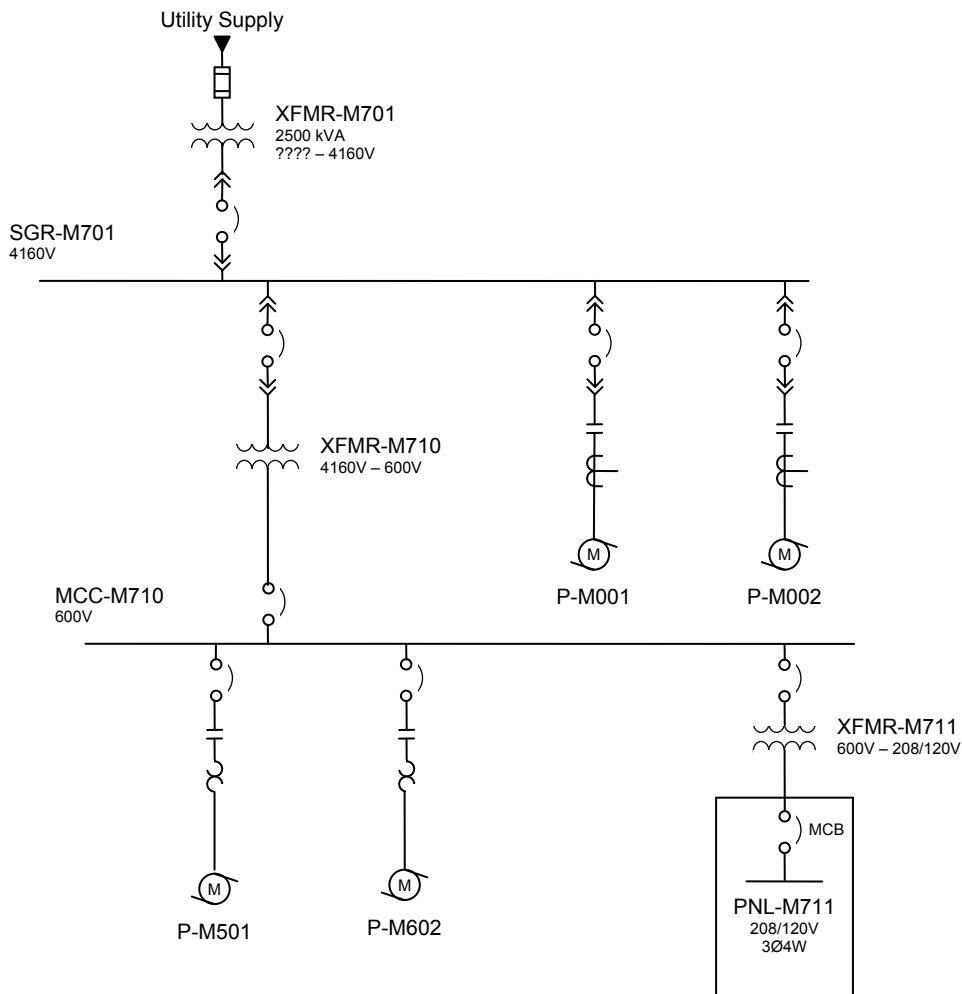 Utility Supply
XFMR-M701
2500 kVA
???? – 4160V
SGR-M701
4160V
XFMR-M710
4160V – 600V
M
M
P-M001
P-M002
MCC-M710
600V
XFMR-M711
600V – 208/120V
MCB
M
M
P-M501
P-M602
PNL-M711
208/120V
3Ø4W